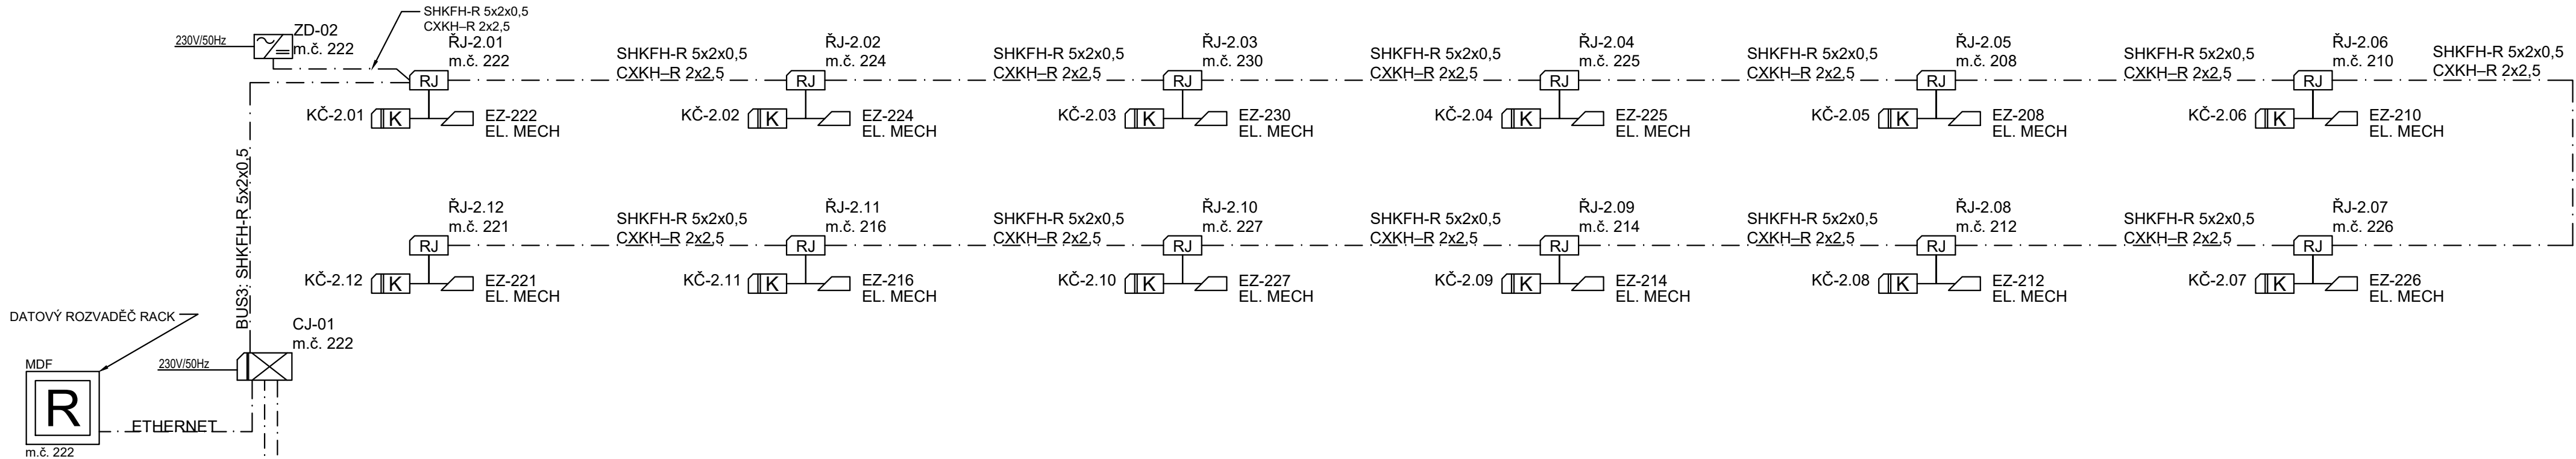 SHKFH-R 5x2x0,5
CXKH–R 2x2,5
230V/50Hz
ZD-02
m.č. 222
ŘJ-2.01
m.č. 222
RJ
KČ-2.01
K
EZ-222
EL. MECH
SHKFH-R 5x2x0,5
CXKH–R 2x2,5
ŘJ-2.02
m.č. 224
RJ
KČ-2.02
K
EZ-224
EL. MECH
SHKFH-R 5x2x0,5
CXKH–R 2x2,5
ŘJ-2.03
m.č. 230
RJ
KČ-2.03
K
EZ-230
EL. MECH
SHKFH-R 5x2x0,5
CXKH–R 2x2,5
ŘJ-2.04
m.č. 225
RJ
KČ-2.04
K
EZ-225
EL. MECH
SHKFH-R 5x2x0,5
CXKH–R 2x2,5
ŘJ-2.05
m.č. 208
RJ
KČ-2.05
K
EZ-208
EL. MECH
SHKFH-R 5x2x0,5
CXKH–R 2x2,5
ŘJ-2.06
m.č. 210
RJ
KČ-2.06
K
EZ-210
EL. MECH
SHKFH-R 5x2x0,5
CXKH–R 2x2,5
BUS3: SHKFH-R 5x2x0,5
ŘJ-2.12
m.č. 221
RJ
KČ-2.12
K
EZ-221
EL. MECH
SHKFH-R 5x2x0,5
CXKH–R 2x2,5
ŘJ-2.11
m.č. 216
RJ
KČ-2.11
K
EZ-216
EL. MECH
SHKFH-R 5x2x0,5
CXKH–R 2x2,5
ŘJ-2.10
m.č. 227
RJ
KČ-2.10
K
EZ-227
EL. MECH
SHKFH-R 5x2x0,5
CXKH–R 2x2,5
ŘJ-2.09
m.č. 214
RJ
KČ-2.09
K
EZ-214
EL. MECH
SHKFH-R 5x2x0,5
CXKH–R 2x2,5
ŘJ-2.08
m.č. 212
RJ
KČ-2.08
K
EZ-212
EL. MECH
SHKFH-R 5x2x0,5
CXKH–R 2x2,5
ŘJ-2.07
m.č. 226
RJ
KČ-2.07
K
EZ-226
EL. MECH
DATOVÝ ROZVADĚČ RACK
CJ-01
m.č. 222
230V/50Hz
MDF
R
m.č. 222
ETHERNET